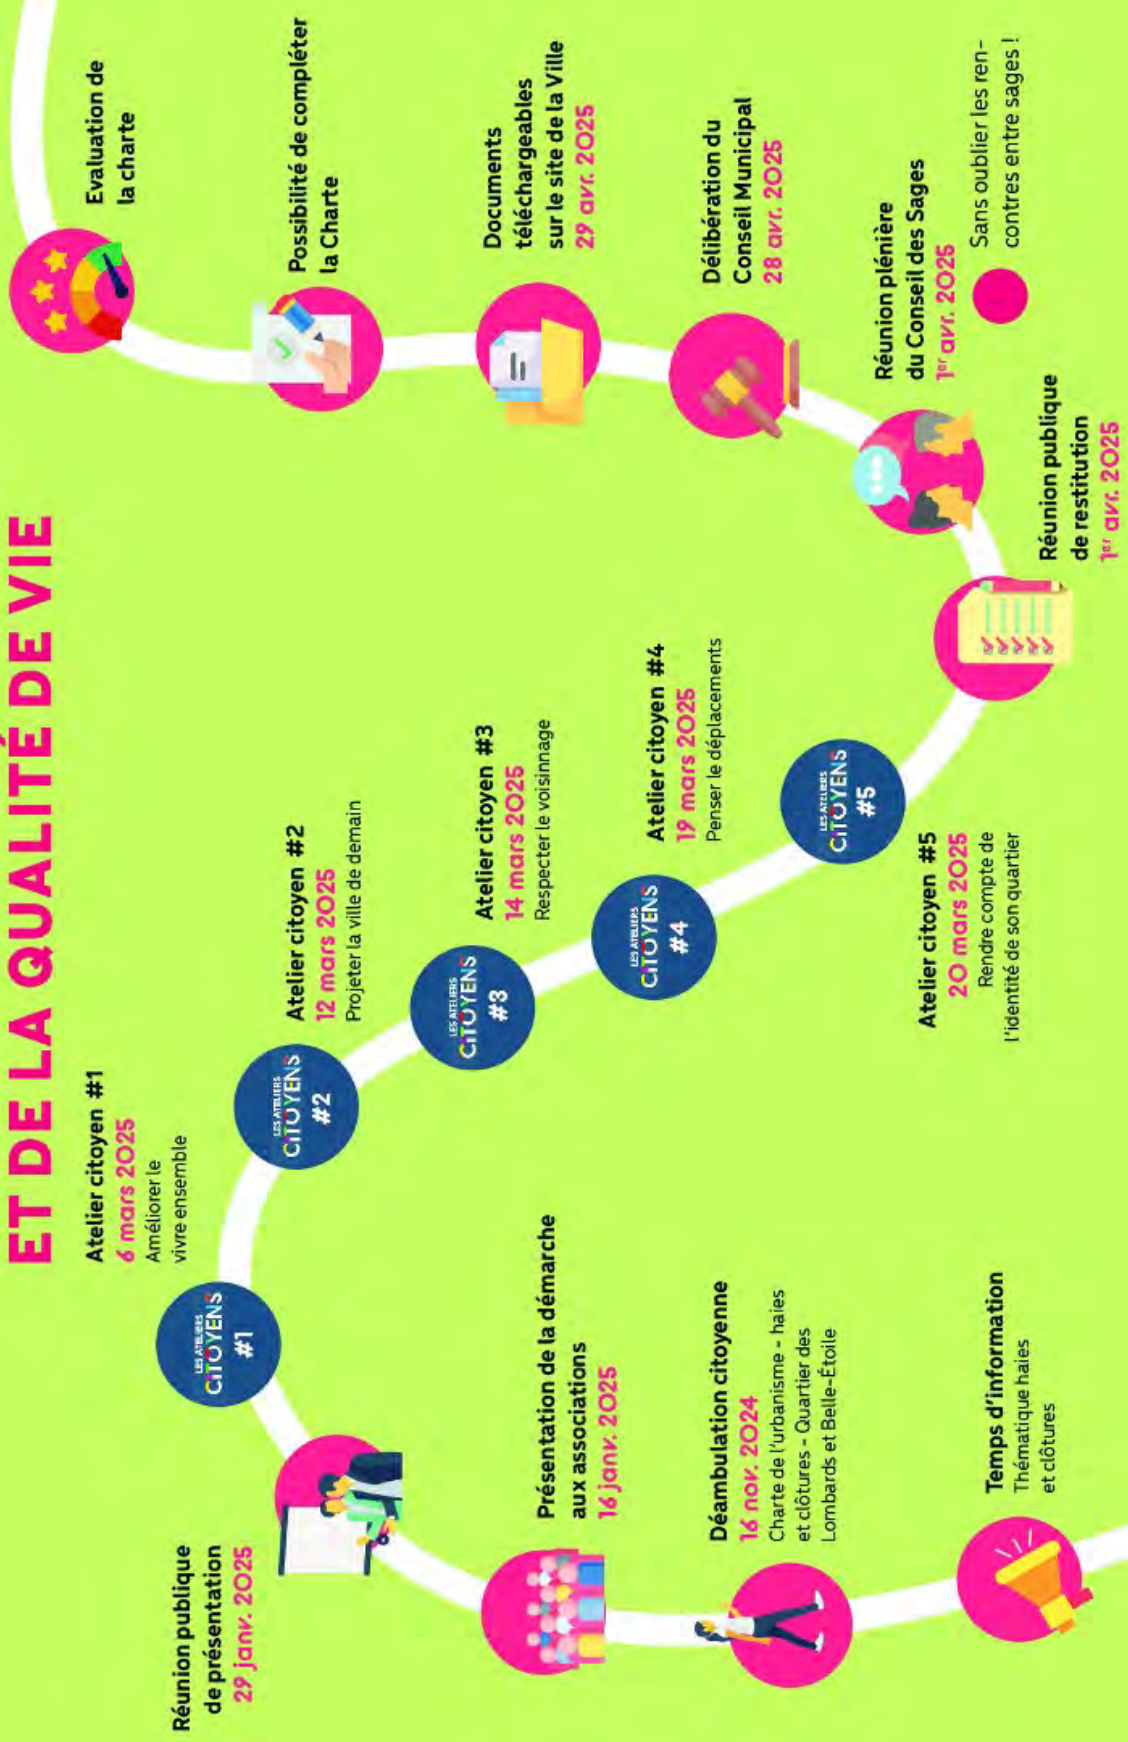 ET DE LA QUALITÉ DE VIE
Temps d'information
Thématique haies
et clôtures
Déambulation citoyenne
16 nov. 2024
Charte de l'urbanisme - haies
et clôtures - Quartier des
Lombards et Belle-Étoile
Présentation de la démarche
aux associations
16 janv. 2025
Réunion publique
de présentation
29 janv. 2025
LES ATELIERS
CITOYENS
#1
Atelier citoyen #1
6 mars 2025
Améliorer le
vivre ensemble
LES ATELIERS
CITOYENS
#2
Atelier citoyen #2
12 mars 2025
Projeter la ville de demain
LES ATELIERS
CITOYENS
#3
Atelier citoyen #3
14 mars 2025
Respecter le voisinnage
LES ATELIERS
CITOYENS
#4
Atelier citoyen #4
19 mars 2025
Penser le déplacements
LES ATELIERS
CITOYENS
#5
Atelier citoyen #5
20 mars 2025
Rendre compte de
l'identité de son quartier
Réunion publique
de restitution
1er avr. 2025
Réunion plénière
du Conseil des Sages
1er avr. 2025
Sans oublier les ren-
contres entre sages !
Délibération du
Conseil Municipal
28 avr. 2025
Documents
téléchargeables
sur le site de la Ville
29 avr. 2025
Possibilité de compléter
la Charte
Evaluation de
la charte